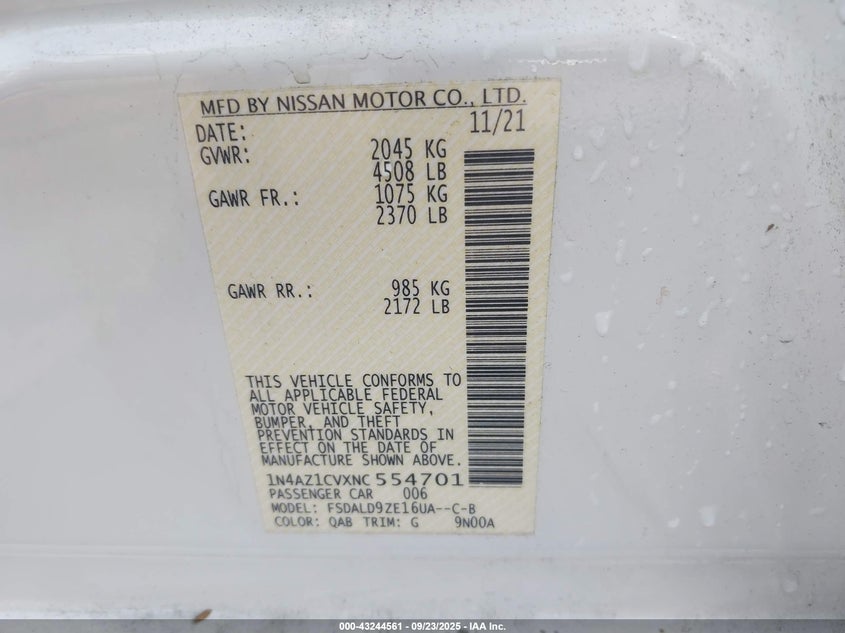 MFD BY NISSAN MOTOR CO., LTD.
DATE: 11/21
GVWR: 2045 KG
4508 LB
GAWR FR.: 1075 KG
2370 LB
GAWR RR.: 985 KG
2172 LB
THIS VEHICLE CONFORMS TO
ALL APPLICABLE FEDERAL
MOTOR VEHICLE SAFETY,
BUMPER, AND THEFT
PREVENTION STANDARDS IN
EFFECT ON THE DATE OF
MANUFACTURE SHOWN ABOVE.
1N4AZ1CVXNC554701
PASSENGER CAR 006
MODEL: FSDALD9ZE16UA--C-B
COLOR: QAB TRIM: G 9N00A
000-43244561 - 09/23/2025 - IAA Inc.